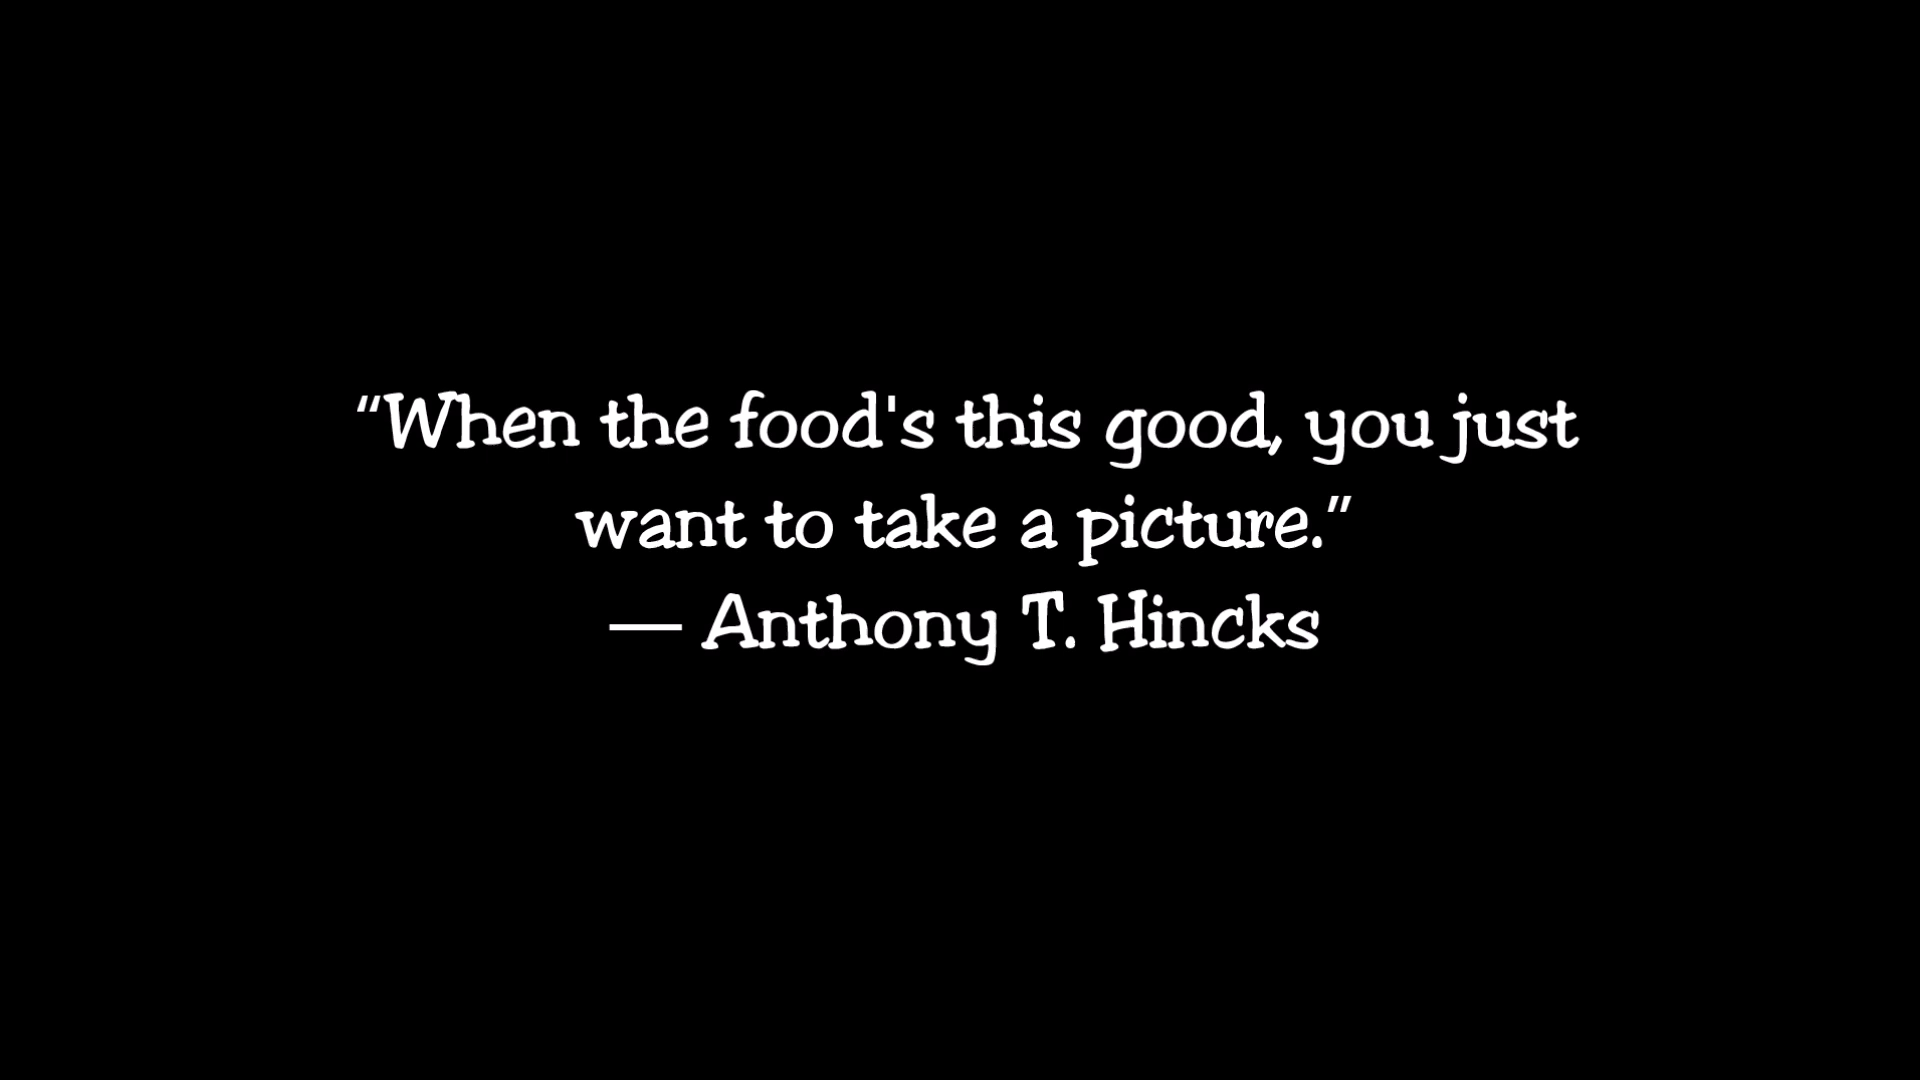 “When the food's this good, you just
want to take a picture.”
— Anthony T. Hincks